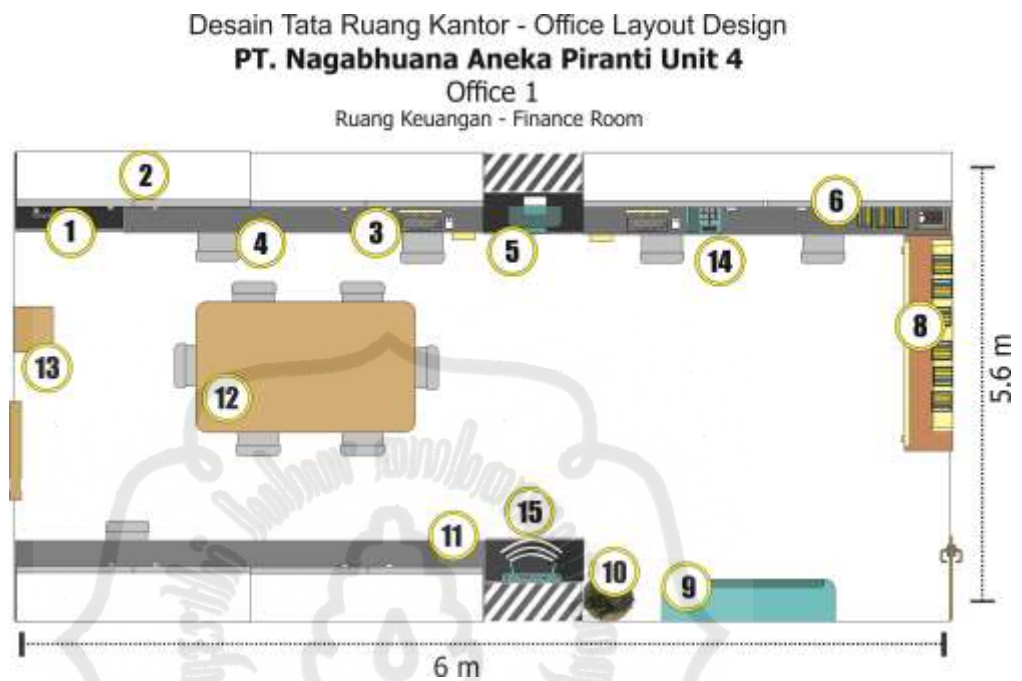 Desain Tata Ruang Kantor - Office Layout Design
PT. Nagabhuana Aneka Piranti Unit 4
Office 1
Ruang Keuangan - Finance Room
2
6
1
4
3
5
14
8
13
12
5,6 m
15
11
10
9
6 m